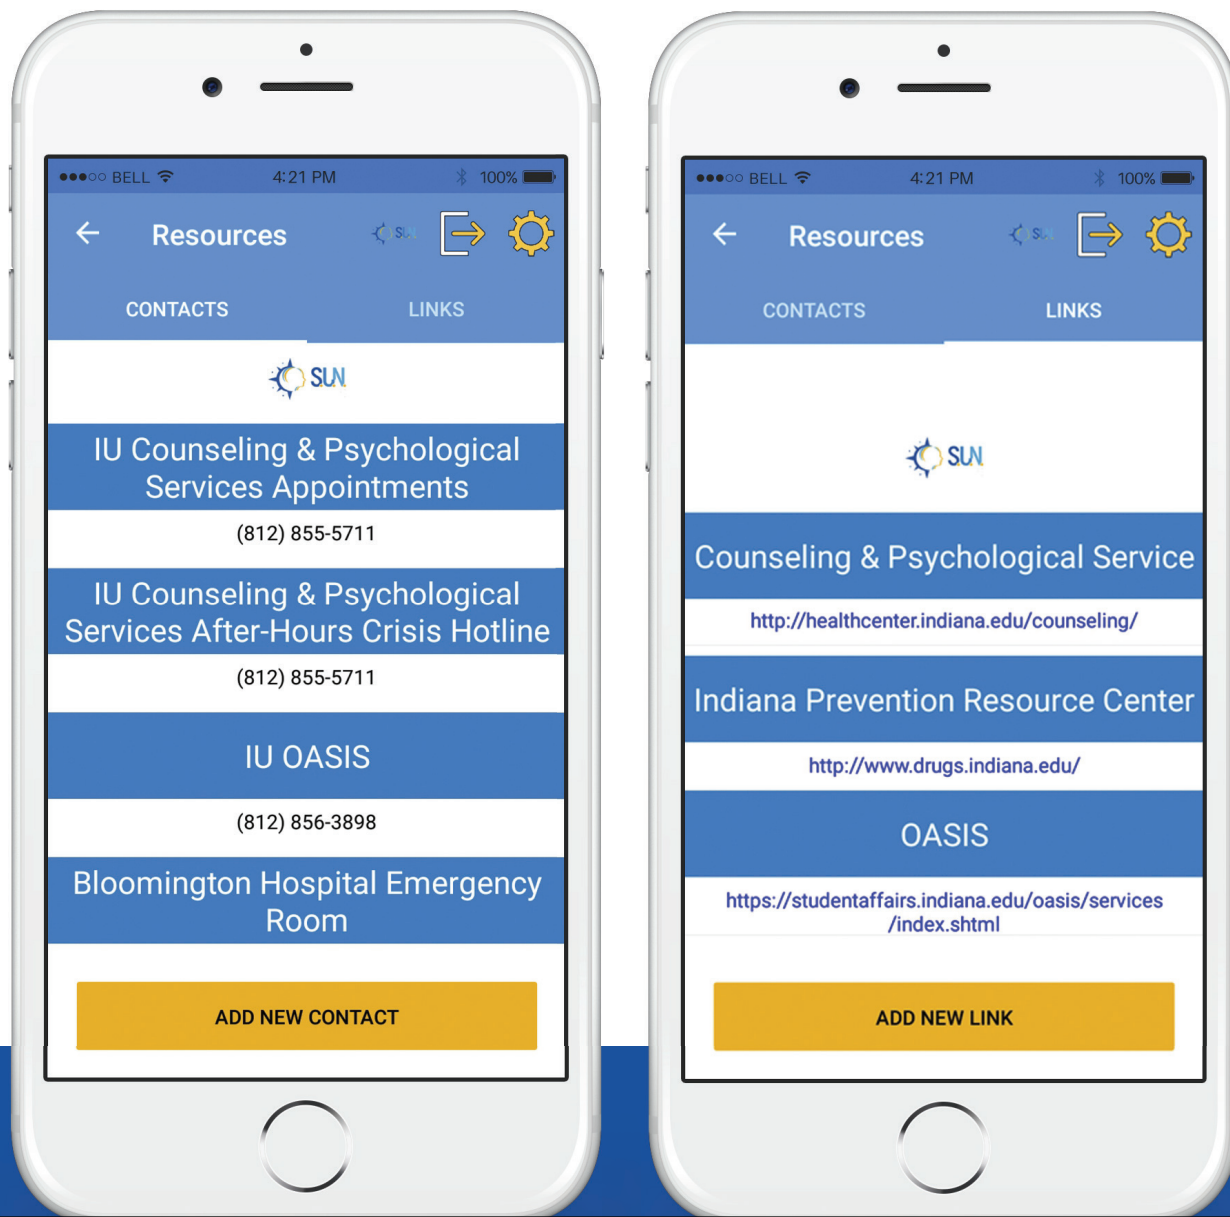 BELL 4:21 PM 100%
Resources S.U.N.
CONTACTS LINKS
S.U.N.
IU Counseling & Psychological
Services Appointments
(812) 855-5711
IU Counseling & Psychological
Services After-Hours Crisis Hotline
(812) 855-5711
IU OASIS
(812) 856-3898
Bloomington Hospital Emergency
Room
ADD NEW CONTACT
BELL 4:21 PM 100%
Resources S.U.N.
CONTACTS LINKS
S.U.N.
Counseling & Psychological Service
http://healthcenter.indiana.edu/counseling/
Indiana Prevention Resource Center
http://www.drugs.indiana.edu/
OASIS
https://studentaffairs.indiana.edu/oasis/services
/index.shtml
ADD NEW LINK